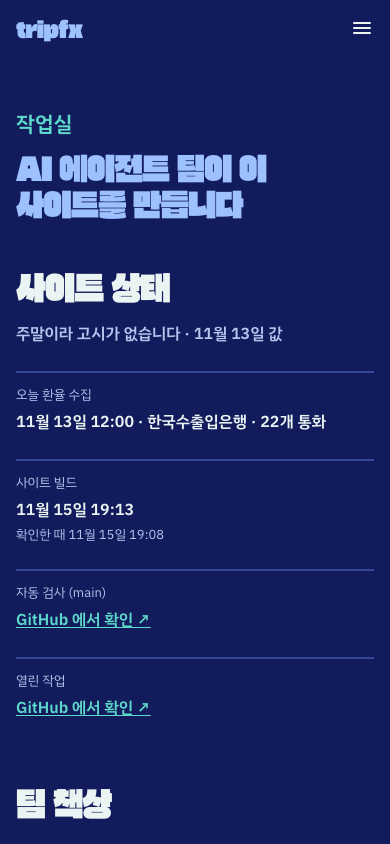 tripfx
작업실
AI 에이전트 팀이 이
사이트를 만듭니다
사이트 상태
주말이라 고시가 없습니다 · 11월 13일 값
오늘 환율 수집
11월 13일 12:00 · 한국수출입은행 · 22개 통화
사이트 빌드
11월 15일 19:13
확인한 때 11월 15일 19:08
자동 검사 (main)
GitHub 에서 확인 ↗
열린 작업
GitHub 에서 확인 ↗
팀 책상